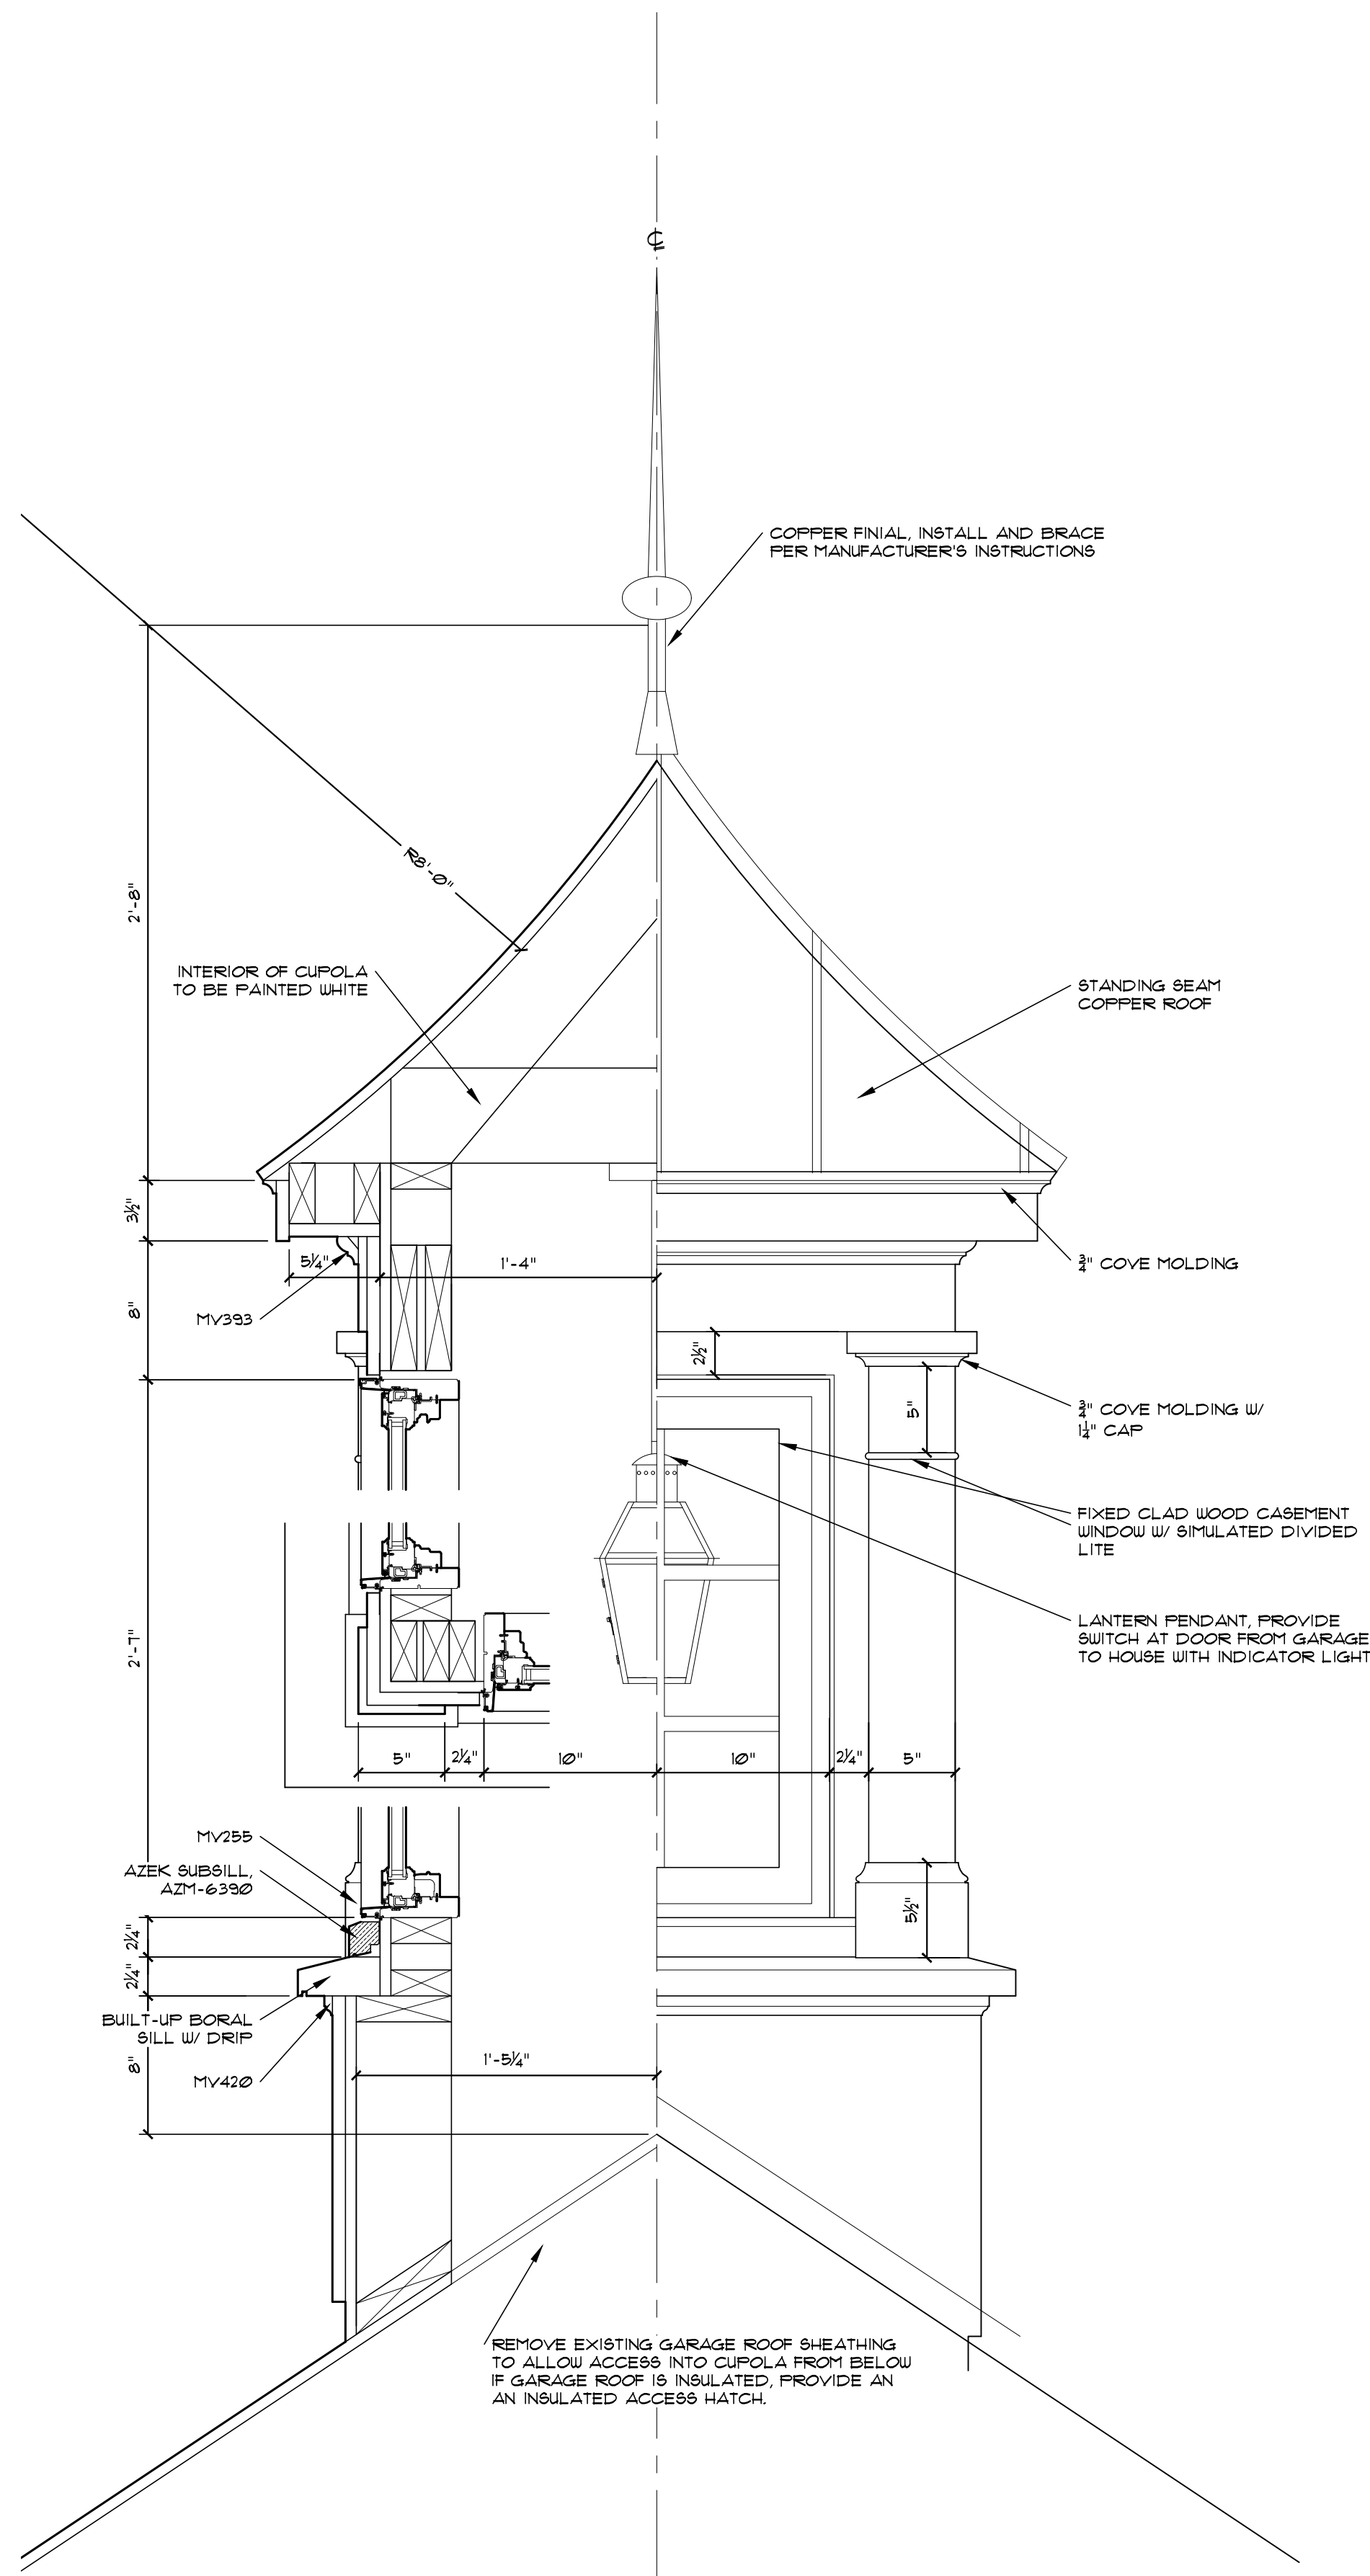 ℄
COPPER FINIAL, INSTALL AND BRACE
PER MANUFACTURER'S INSTRUCTIONS
R8'-0"
2'-8"
INTERIOR OF CUPOLA
TO BE PAINTED WHITE
STANDING SEAM
COPPER ROOF
3½"
5¼"
1'-4"
¾" COVE MOLDING
8"
MV393
2½"
5"
¾" COVE MOLDING W/
1¼" CAP
FIXED CLAD WOOD CASEMENT
WINDOW W/ SIMULATED DIVIDED
LITE
LANTERN PENDANT, PROVIDE
SWITCH AT DOOR FROM GARAGE
TO HOUSE WITH INDICATOR LIGHT
2'-7"
5"
2¼"
10"
10"
2¼"
5"
MV255
AZEK SUBSILL,
AZM-6390
5½"
2¼"
2¼"
BUILT-UP BORAL
SILL W/ DRIP
8"
MV420
1'-5¼"
REMOVE EXISTING GARAGE ROOF SHEATHING
TO ALLOW ACCESS INTO CUPOLA FROM BELOW
IF GARAGE ROOF IS INSULATED, PROVIDE AN
AN INSULATED ACCESS HATCH.